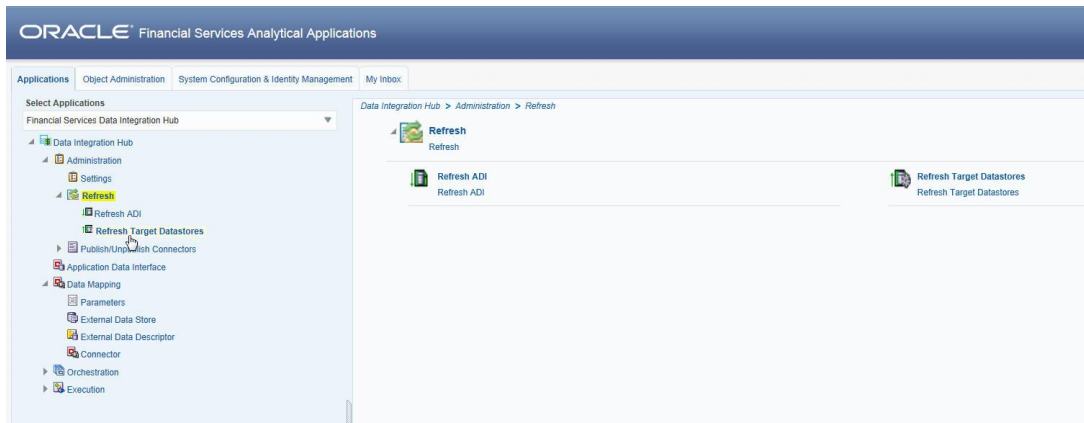 ORACLE® Financial Services Analytical Applications
Applications Object Administration System Configuration & Identity Management My Inbox
Select Applications
Financial Services Data Integration Hub
Data Integration Hub
Administration
Settings
Refresh
Refresh ADI
Refresh Target Datastores
Publish/Unpublish Connectors
Application Data Interface
Data Mapping
Parameters
External Data Store
External Data Descriptor
Connector
Orchestration
Execution
Data Integration Hub > Administration > Refresh
Refresh
Refresh
Refresh ADI
Refresh ADI
Refresh Target Datastores
Refresh Target Datastores